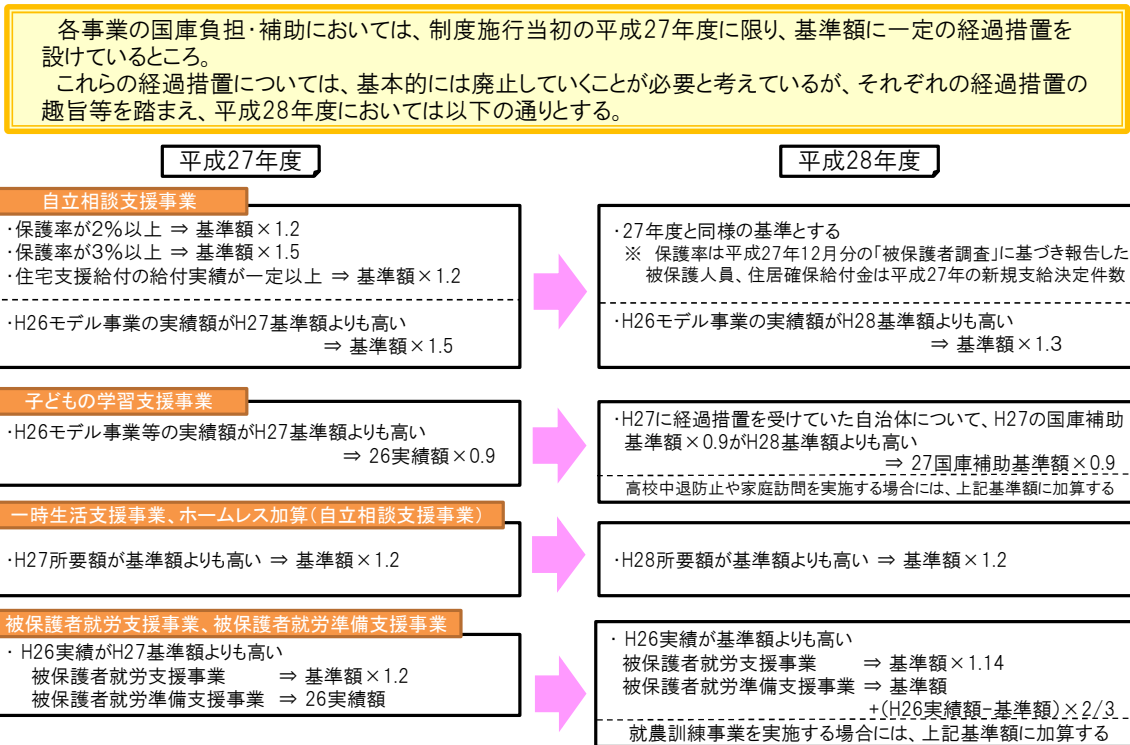 各事業の国庫負担・補助においては、制度施行当初の平成27年度に限り、基準額に一定の経過措置を
設けているところ。
これらの経過措置については、基本的には廃止していくことが必要と考えているが、それぞれの経過措置の
趣旨等を踏まえ、平成28年度においては以下の通りとする。
平成27年度
平成28年度
自立相談支援事業
・保護率が2%以上 ⇒ 基準額×1.2
・保護率が3%以上 ⇒ 基準額×1.5
・住宅支援給付の給付実績が一定以上 ⇒ 基準額×1.2
・H26モデル事業の実績額がH27基準額よりも高い
⇒ 基準額×1.5
・27年度と同様の基準とする
※ 保護率は平成27年12月分の「被保護者調査」に基づき報告した
被保護人員、住居確保給付金は平成27年の新規支給決定件数
・H26モデル事業の実績額がH28基準額よりも高い
⇒ 基準額×1.3
子どもの学習支援事業
・H26モデル事業等の実績額がH27基準額よりも高い
⇒ 26実績額×0.9
・H27に経過措置を受けていた自治体について、H27の国庫補助
基準額×0.9がH28基準額よりも高い
⇒ 27国庫補助基準額×0.9
高校中退防止や家庭訪問を実施する場合には、上記基準額に加算する
一時生活支援事業、ホームレス加算(自立相談支援事業)
・H27所要額が基準額よりも高い ⇒ 基準額×1.2
・H28所要額が基準額よりも高い ⇒ 基準額×1.2
被保護者就労支援事業、被保護者就労準備支援事業
・ H26実績がH27基準額よりも高い
被保護者就労支援事業 ⇒ 基準額×1.2
被保護者就労準備支援事業 ⇒ 26実績額
・ H26実績が基準額よりも高い
被保護者就労支援事業 ⇒ 基準額×1.14
被保護者就労準備支援事業 ⇒ 基準額
+(H26実績額-基準額)×2/3
就農訓練事業を実施する場合には、上記基準額に加算する